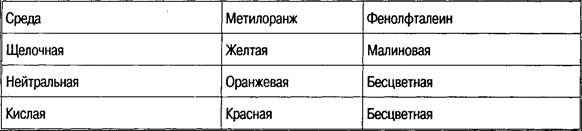 Среда Метилоранж Фенолфталеин
Щелочная Желтая Малиновая
Нейтральная Оранжевая Бесцветная
Кислая Красная Бесцветная